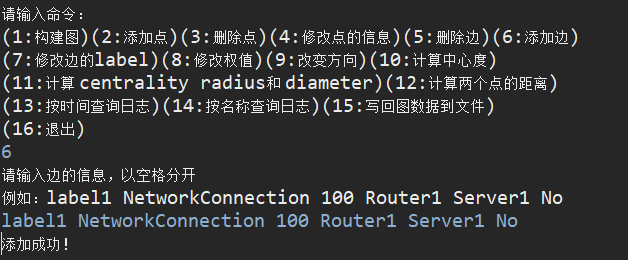 请输入命令:
(1:构建图)(2:添加点)(3:删除点)(4:修改点的信息)(5:删除边)(6:添加边)
(7:修改边的label)(8:修改权值)(9:改变方向)(10:计算中心度)
(11:计算 centrality radius和 diameter)(12:计算两个点的距离)
(13:按时间查询日志)(14:按名称查询日志)(15:写回图数据到文件)
(16:退出)
6
请输入边的信息，以空格分开
例如：label1 NetworkConnection 100 Router1 Server1 No
label1 NetworkConnection 100 Router1 Server1 No
添加成功！